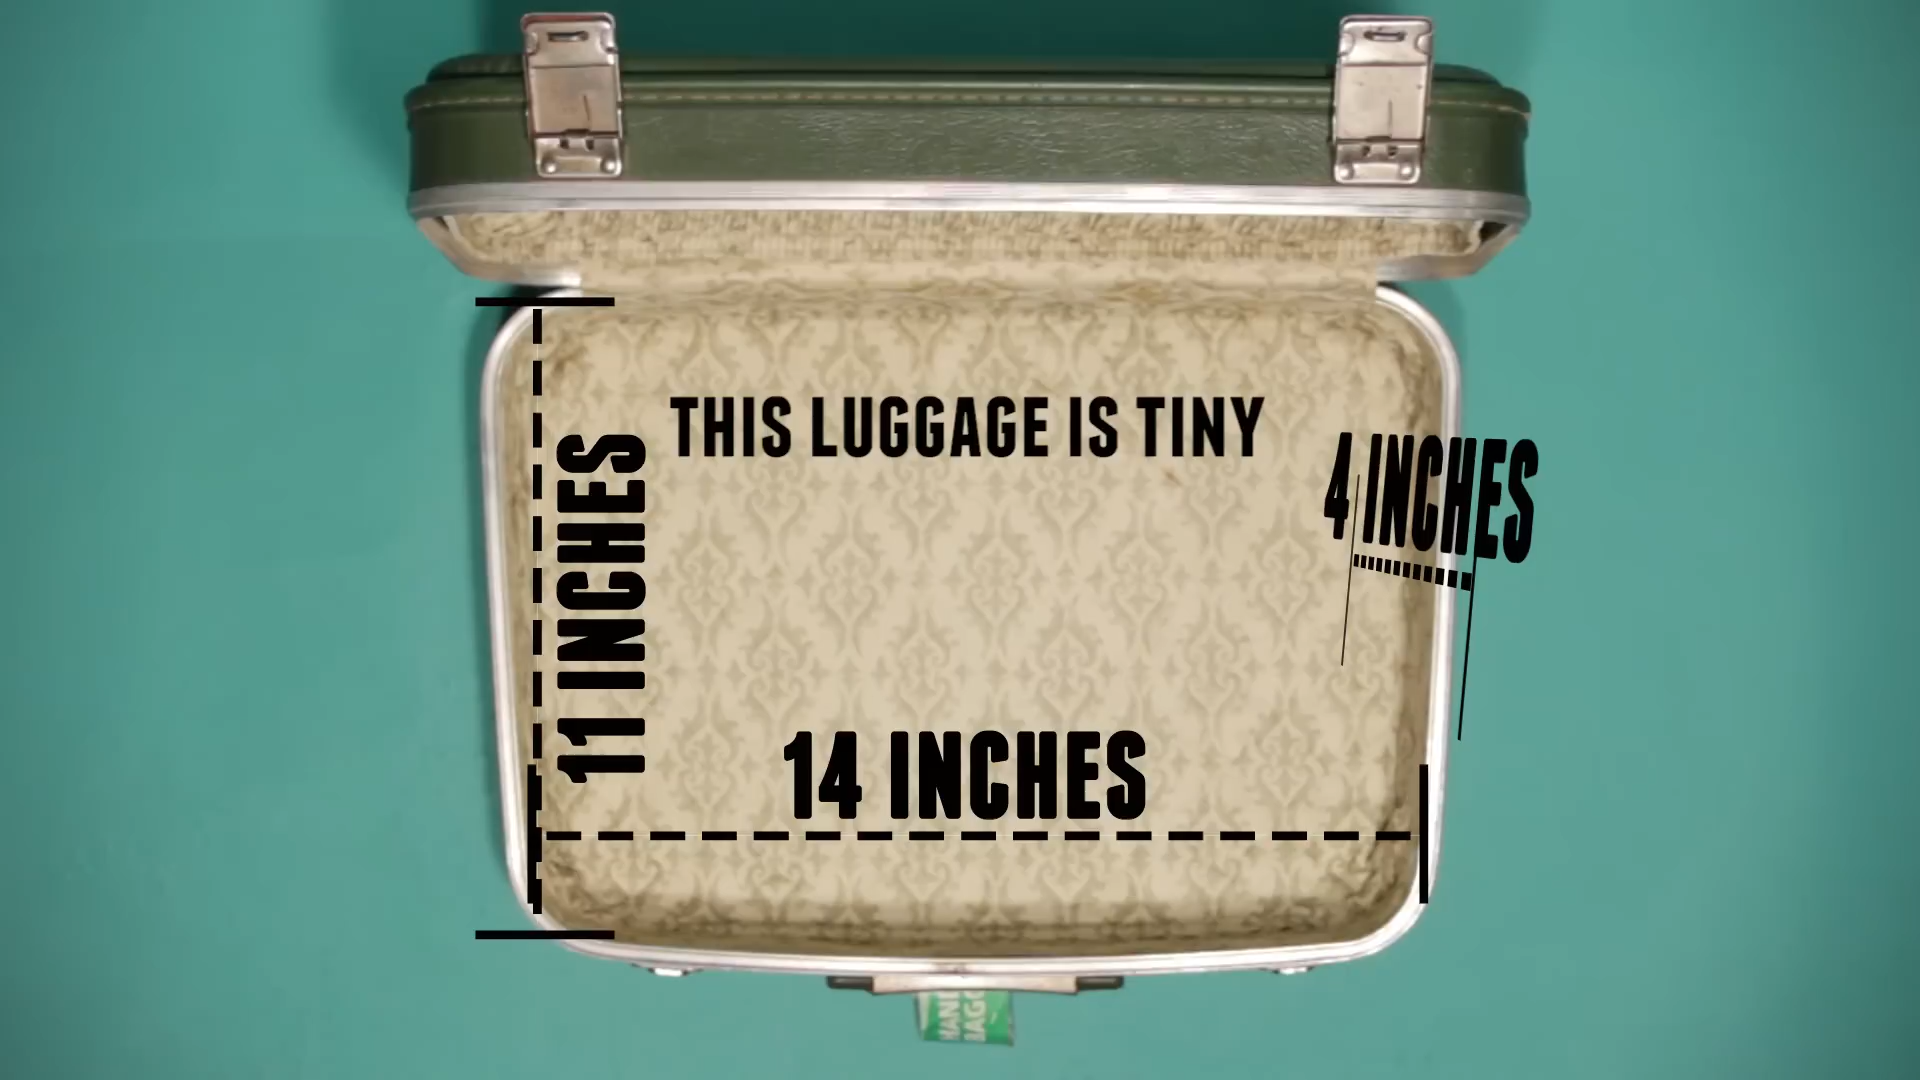 THIS LUGGAGE IS TINY
4 INCHES
11 INCHES
14 INCHES